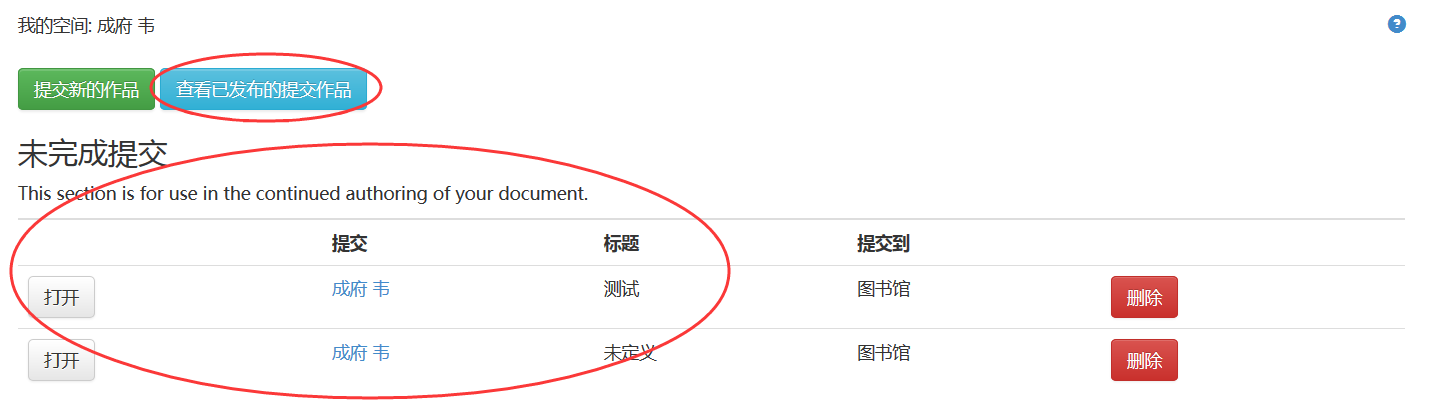 我的空间: 成府 韦
?
提交新的作品 查看已发布的提交作品
未完成提交
This section is for use in the continued authoring of your document.
提交 标题 提交到
打开 成府 韦 测试 图书馆 删除
打开 成府 韦 未定义 图书馆 删除